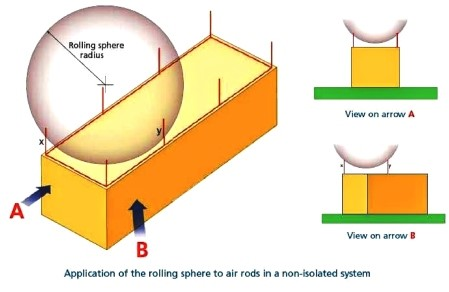 Rolling sphere
radius
x
y
A
B
View on arrow A
x
y
View on arrow B
Application of the rolling sphere to air rods in a non-isolated system